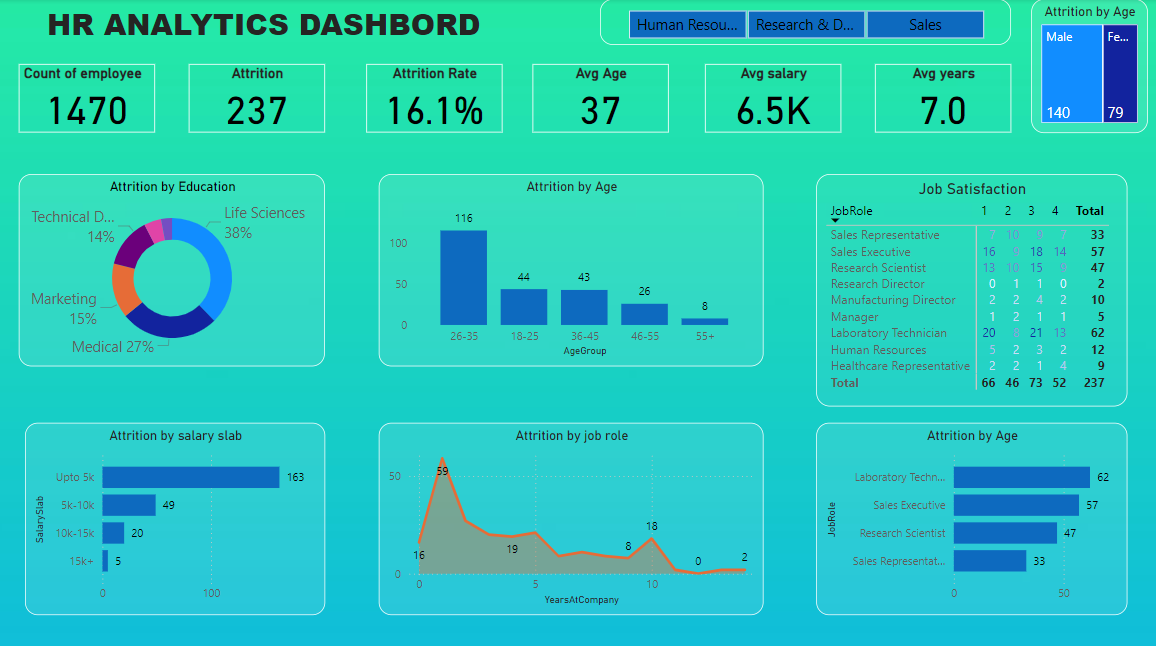 HR ANALYTICS DASHBORD
Human Resou...
Research & D...
Sales
Attrition by Age
Male
Fe...
140
79
Count of employee
1470
Attrition
237
Attrition Rate
16.1%
Avg Age
37
Avg salary
6.5K
Avg years
7.0
Attrition by Education
Technical D...
14%
Life Sciences
38%
Marketing
15%
Medical 27%
Attrition by Age
116
100
44
43
50
26
8
0
26-35 18-25 36-45 46-55 55+
AgeGroup
Job Satisfaction
JobRole 1 2 3 4 Total
Sales Representative 7 10 9 7 33
Sales Executive 16 9 18 14 57
Research Scientist 13 10 15 9 47
Research Director 0 1 1 0 2
Manufacturing Director 2 2 4 2 10
Manager 1 2 1 1 5
Laboratory Technician 20 8 21 13 62
Human Resources 5 2 3 2 12
Healthcare Representative 2 2 1 4 9
Total 66 46 73 52 237
Attrition by salary slab
SalarySlab
Upto 5k 163
5k-10k 49
10k-15k 20
15k+ 5
0 100
Attrition by job role
50
59
16
19
8
18
0
2
0
0 5 10
YearsAtCompany
Attrition by Age
JobRole
Laboratory Techn... 62
Sales Executive 57
Research Scientist 47
Sales Representat... 33
0 50